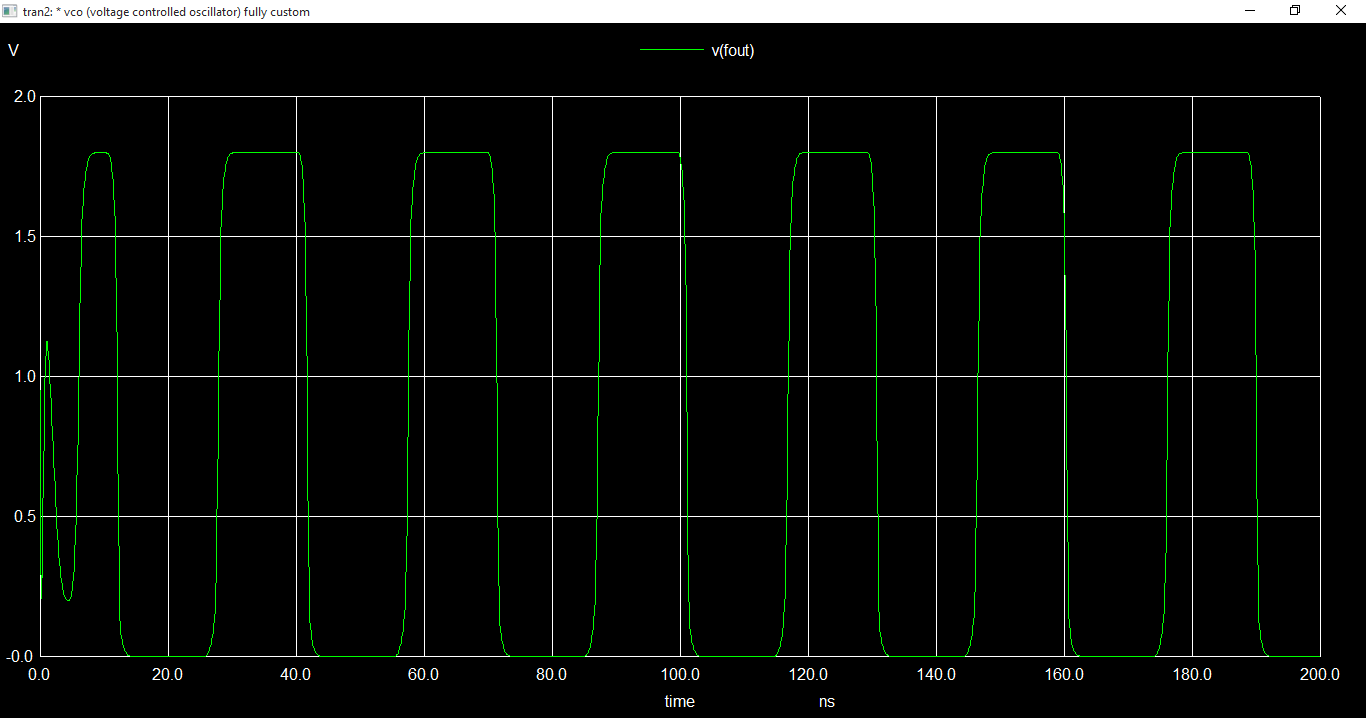 tran2: * vco (voltage controlled oscillator) fully custom
V
v(fout)
2.0
1.5
1.0
0.5
-0.0
0.0 20.0 40.0 60.0 80.0 100.0 120.0 140.0 160.0 180.0 200.0
time ns